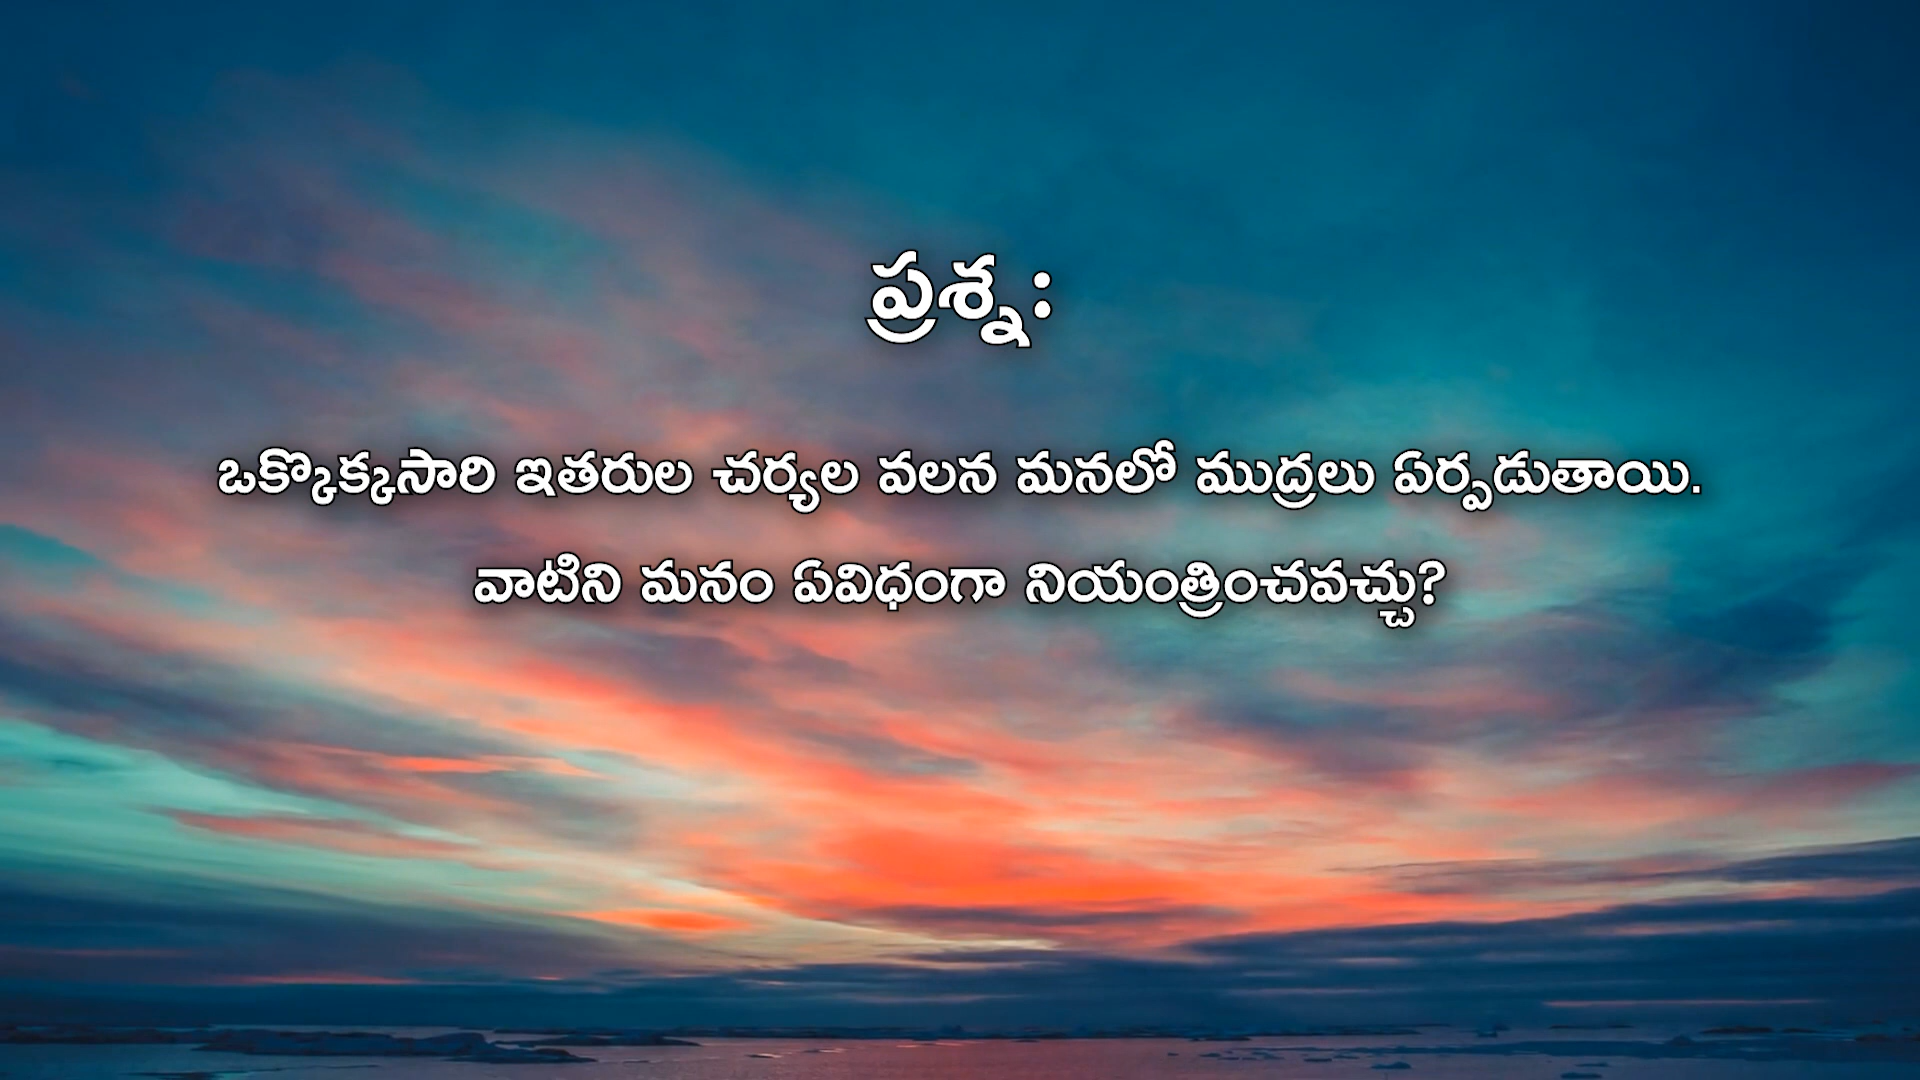 ప్రశ్న:
ఒక్కొక్కసారి ఇతరుల చర్యల వలన మనలో ముద్రలు ఏర్పడుతాయి.
వాటిని మనం ఏవిధంగా నియంత్రించవచ్చు?